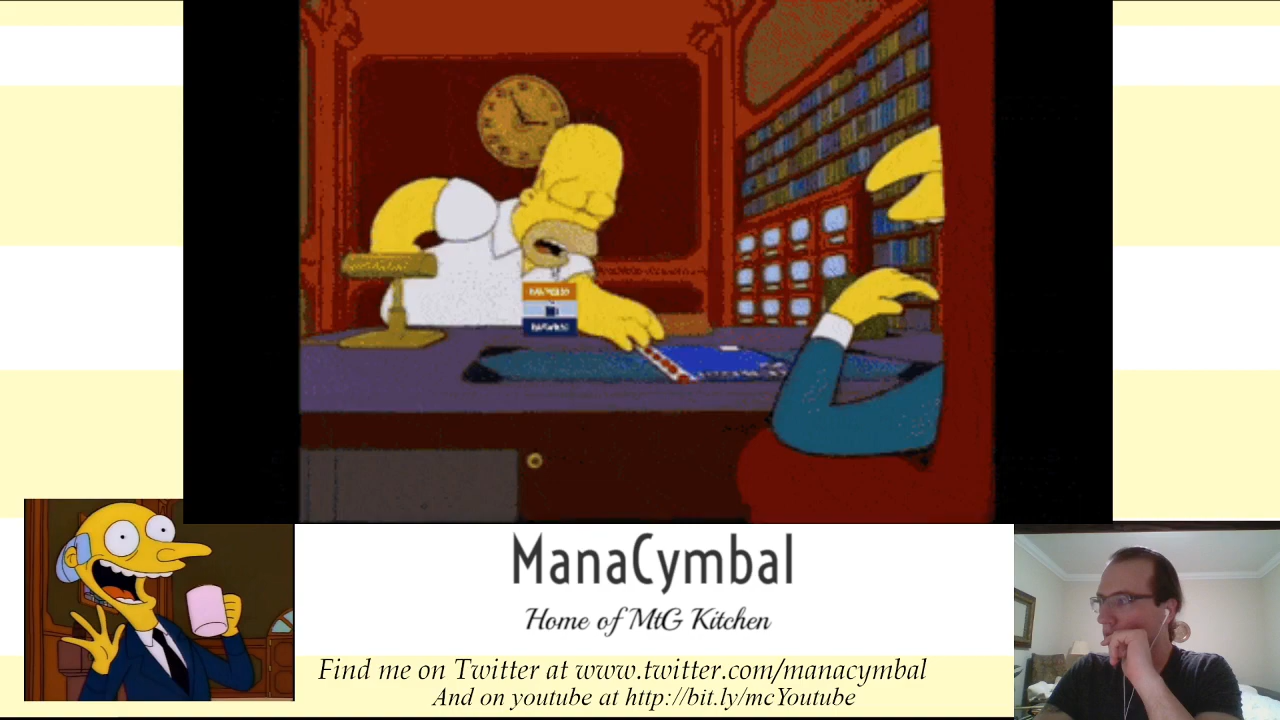 ManaCymbal
Home of MtG Kitchen
Find me on Twitter at www.twitter.com/manacymbal
And on youtube at http://bit.ly/mcYoutube